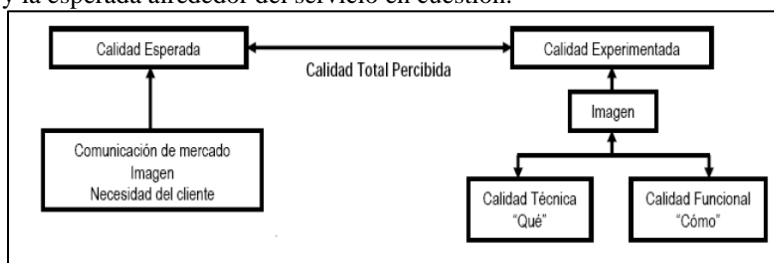 y la esperada alrededor del servicio en cuestión.
Calidad Esperada
Calidad Experimentada
Calidad Total Percibida
Imagen
Comunicación de mercado
Imagen
Necesidad del cliente
Calidad Técnica
"Qué"
Calidad Funcional
"Cómo"